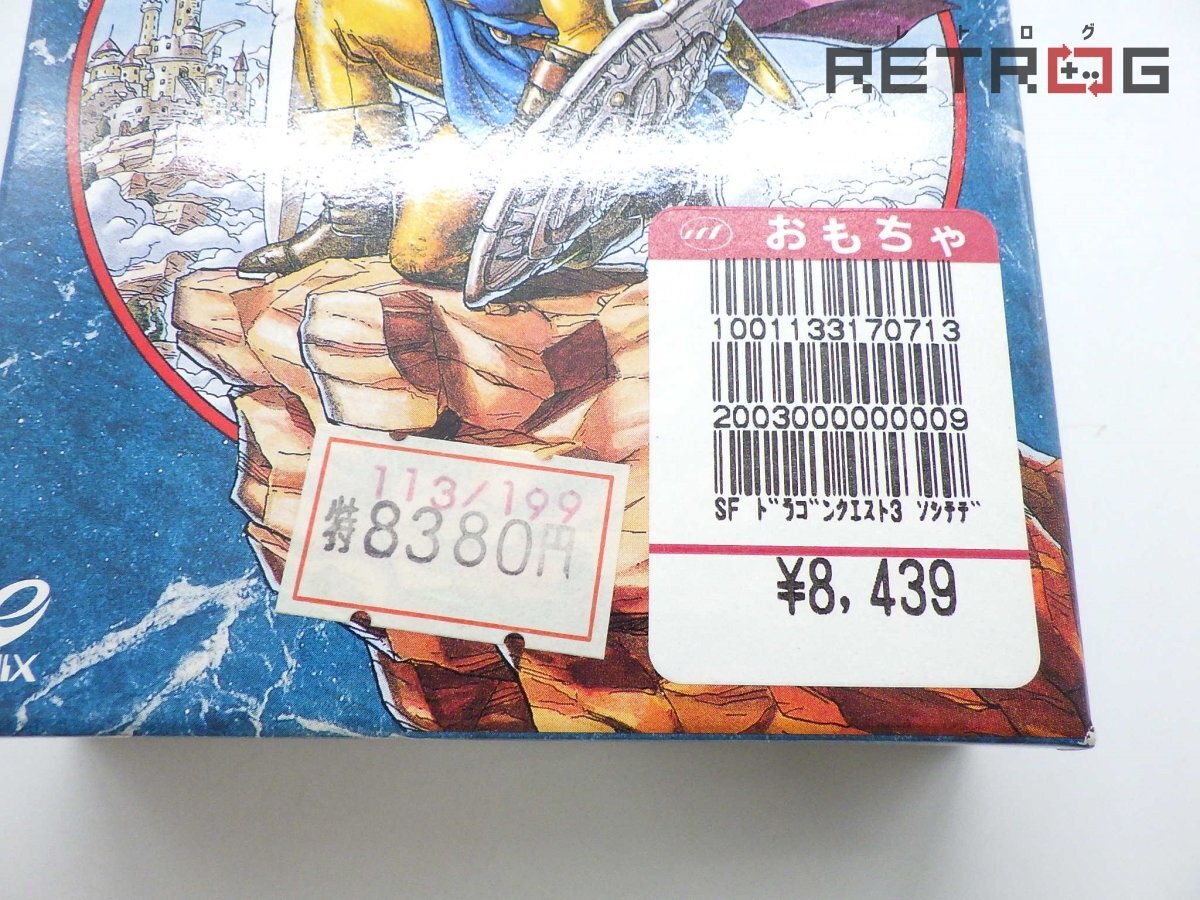 レトログ
RETROG
おもちゃ
1001133170713
2003000000009
SF ドラゴンクエスト3 ソシテデ
¥8,439
113/199
特8380円